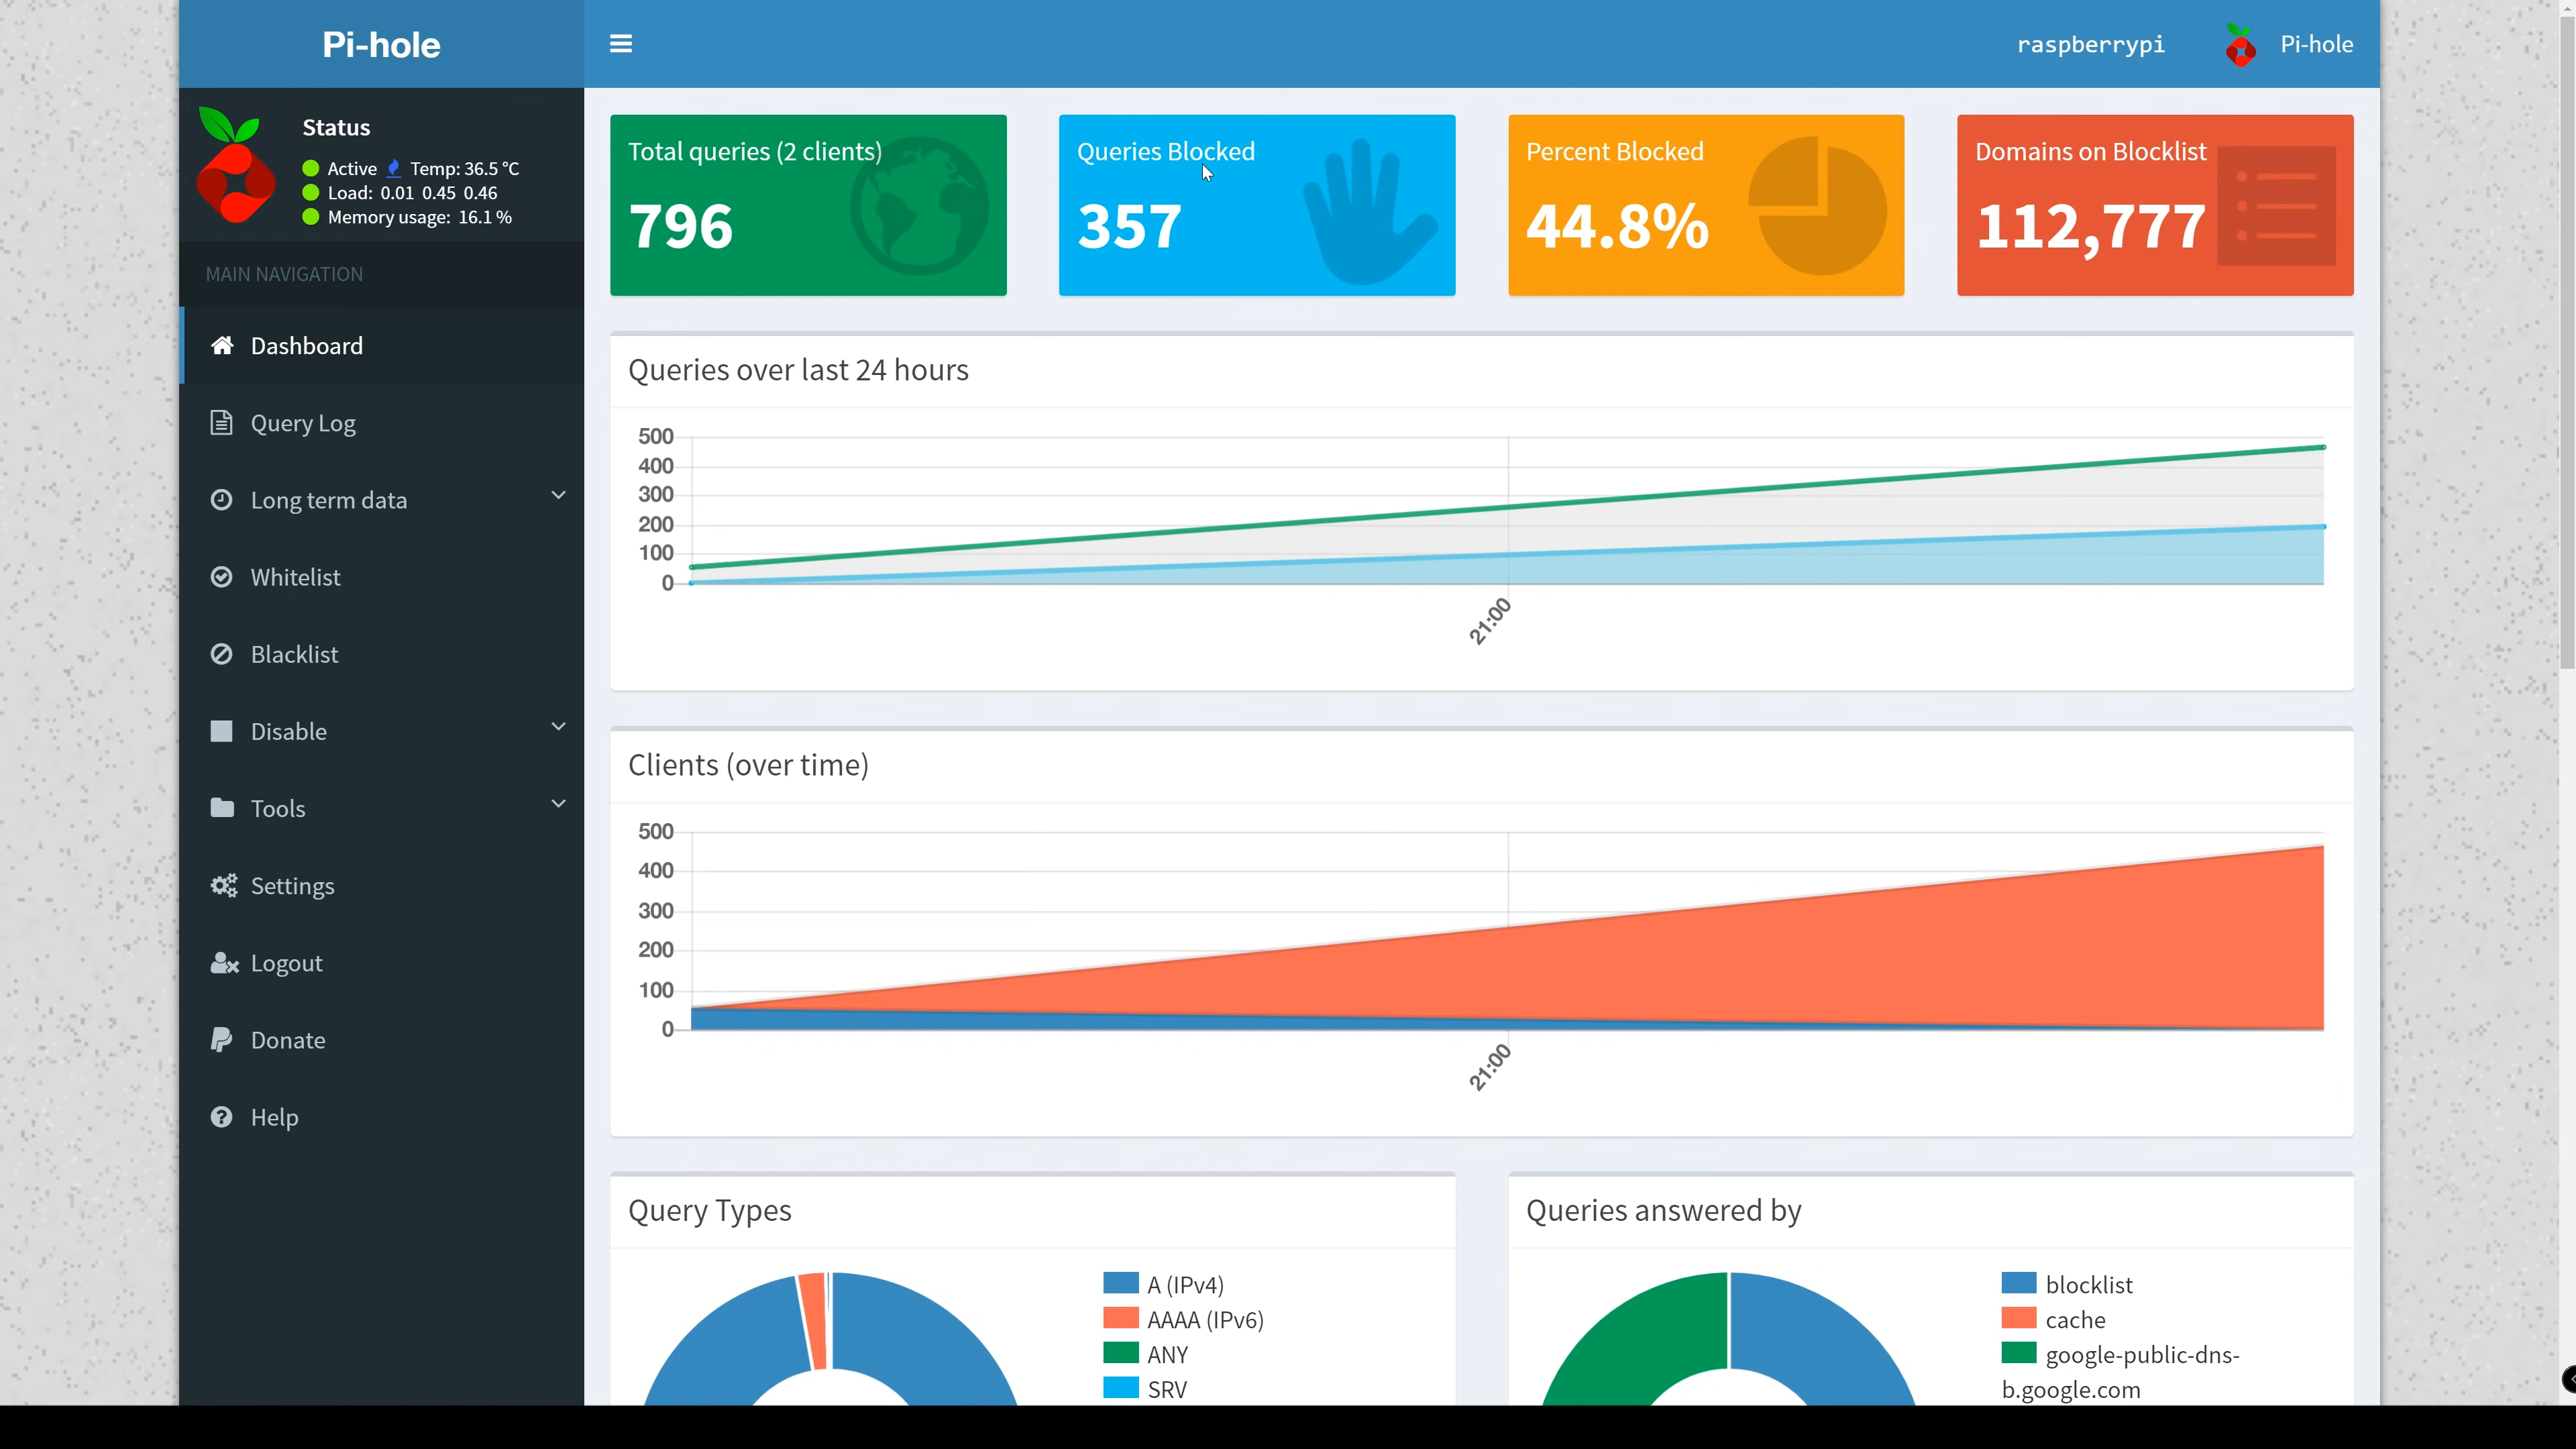 Pi-hole
raspberrypi
Pi-hole
Status
Active Temp: 36.5 °C
Load: 0.01 0.45 0.46
Memory usage: 16.1 %
MAIN NAVIGATION
Dashboard
Query Log
Long term data
Whitelist
Blacklist
Disable
Tools
Settings
Logout
Donate
Help
Total queries (2 clients)
796
Queries Blocked
357
Percent Blocked
44.8%
Domains on Blocklist
112,777
Queries over last 24 hours
500
400
300
200
100
0
21:00
Clients (over time)
500
400
300
200
100
0
21:00
Query Types
A (IPv4)
AAAA (IPv6)
ANY
SRV
Queries answered by
blocklist
cache
google-public-dns-
b.google.com